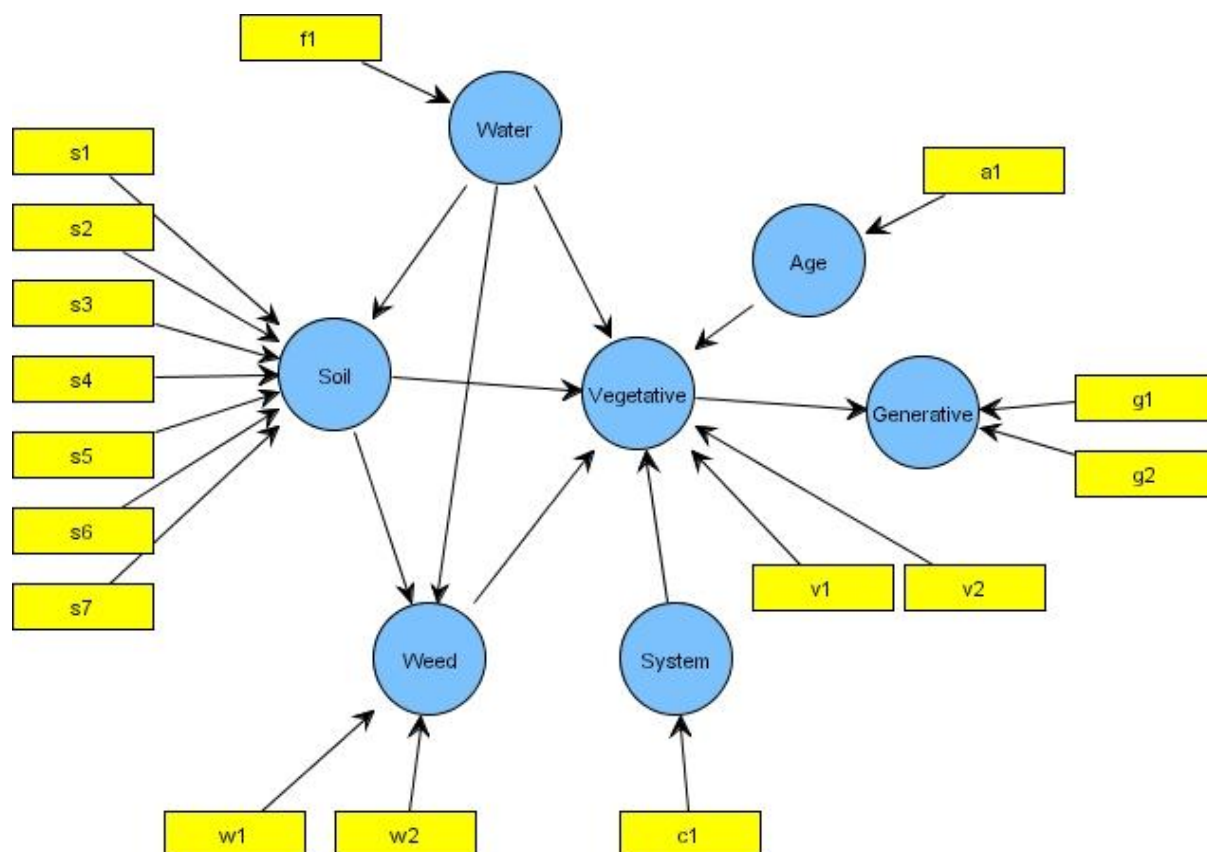 f1
Water
s1
a1
s2
Age
s3
s4
Soil
Vegetative
g1
Generative
s5
g2
s6
v1
v2
s7
Weed
System
w1
w2
c1